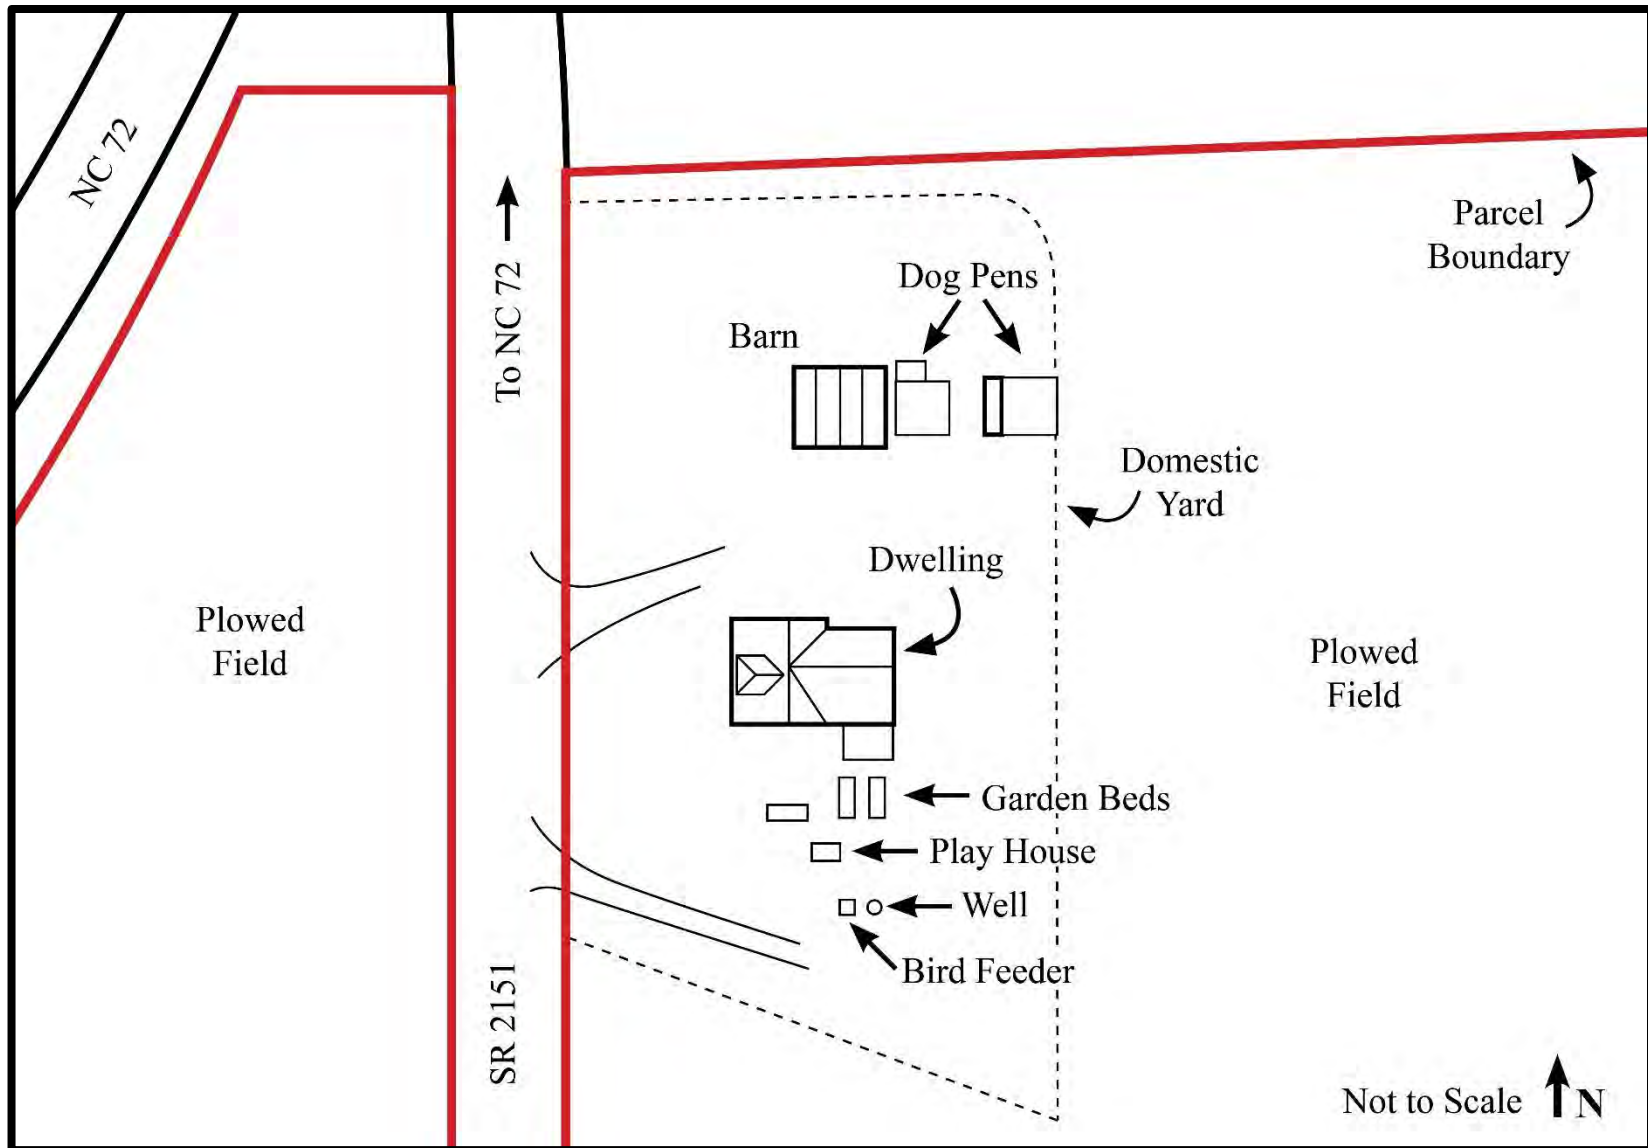 NC 72
To NC 72
Parcel
Boundary
Dog Pens
Barn
Domestic
Yard
Dwelling
Plowed
Field
Plowed
Field
Garden Beds
Play House
Well
Bird Feeder
SR 2151
Not to Scale
N